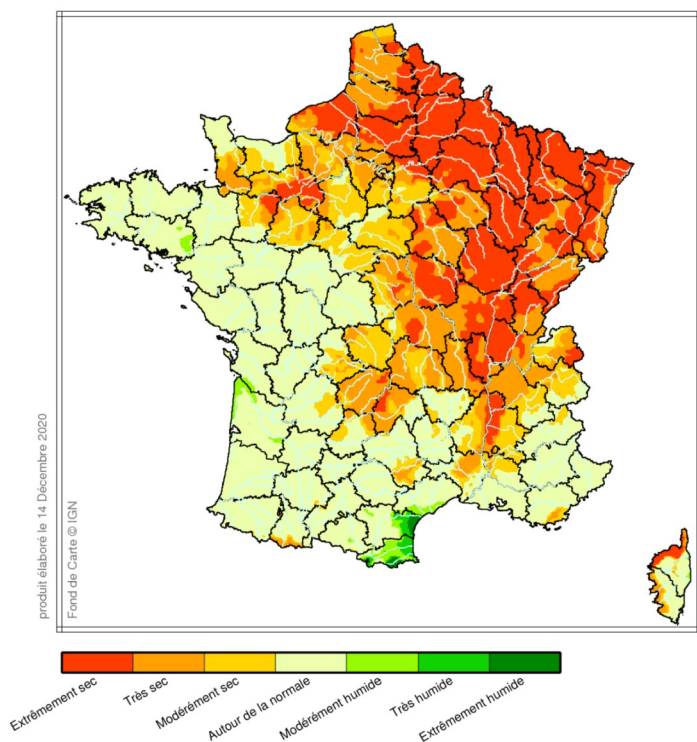 produit élaboré le 14 Décembre 2020
Fond de Carte © IGN
Extrêmement sec
Très sec
Modérément sec
Autour de la normale
Modérément humide
Très humide
Extrêmement humide